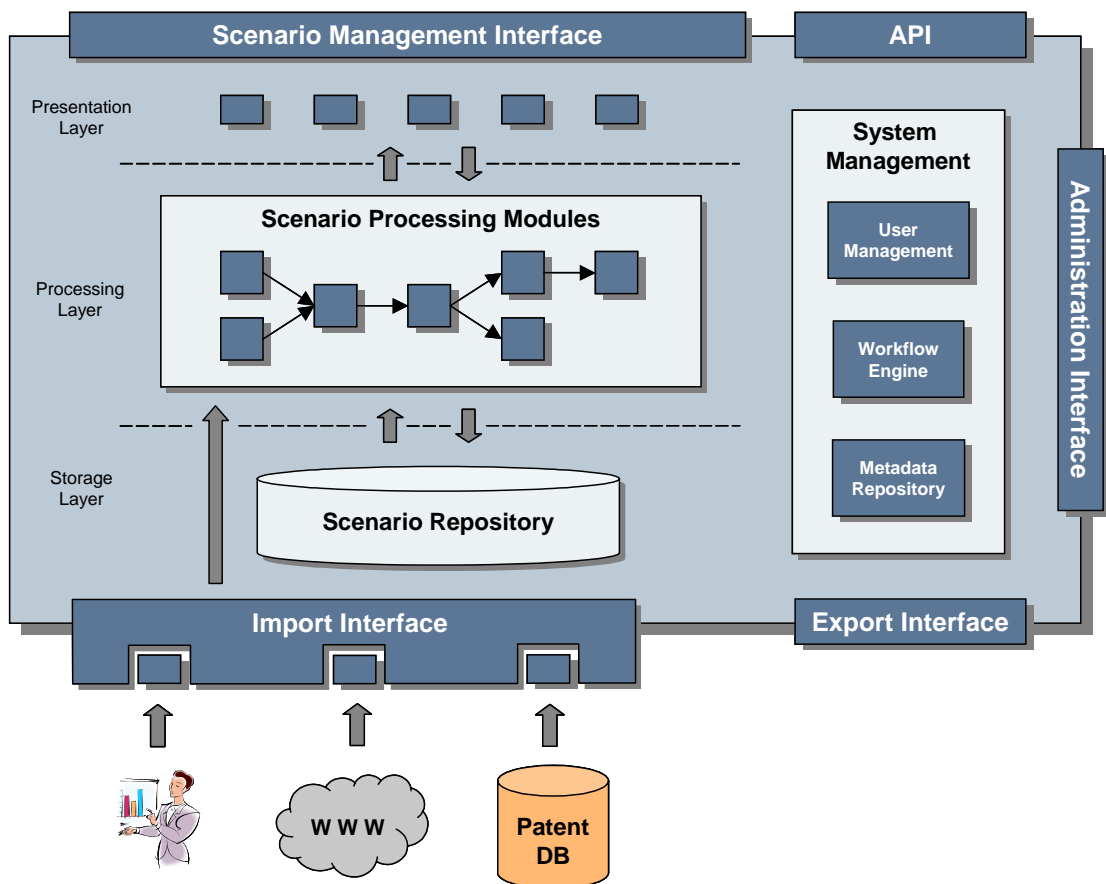 Scenario Management Interface
API
Presentation
Layer
System
Management
Scenario Processing Modules
User
Management
Administration Interface
Processing
Layer
Workflow
Engine
Storage
Layer
Metadada
Repository
Scenario Repository
Import Interface
Export Interface
W W W
Patent
DB